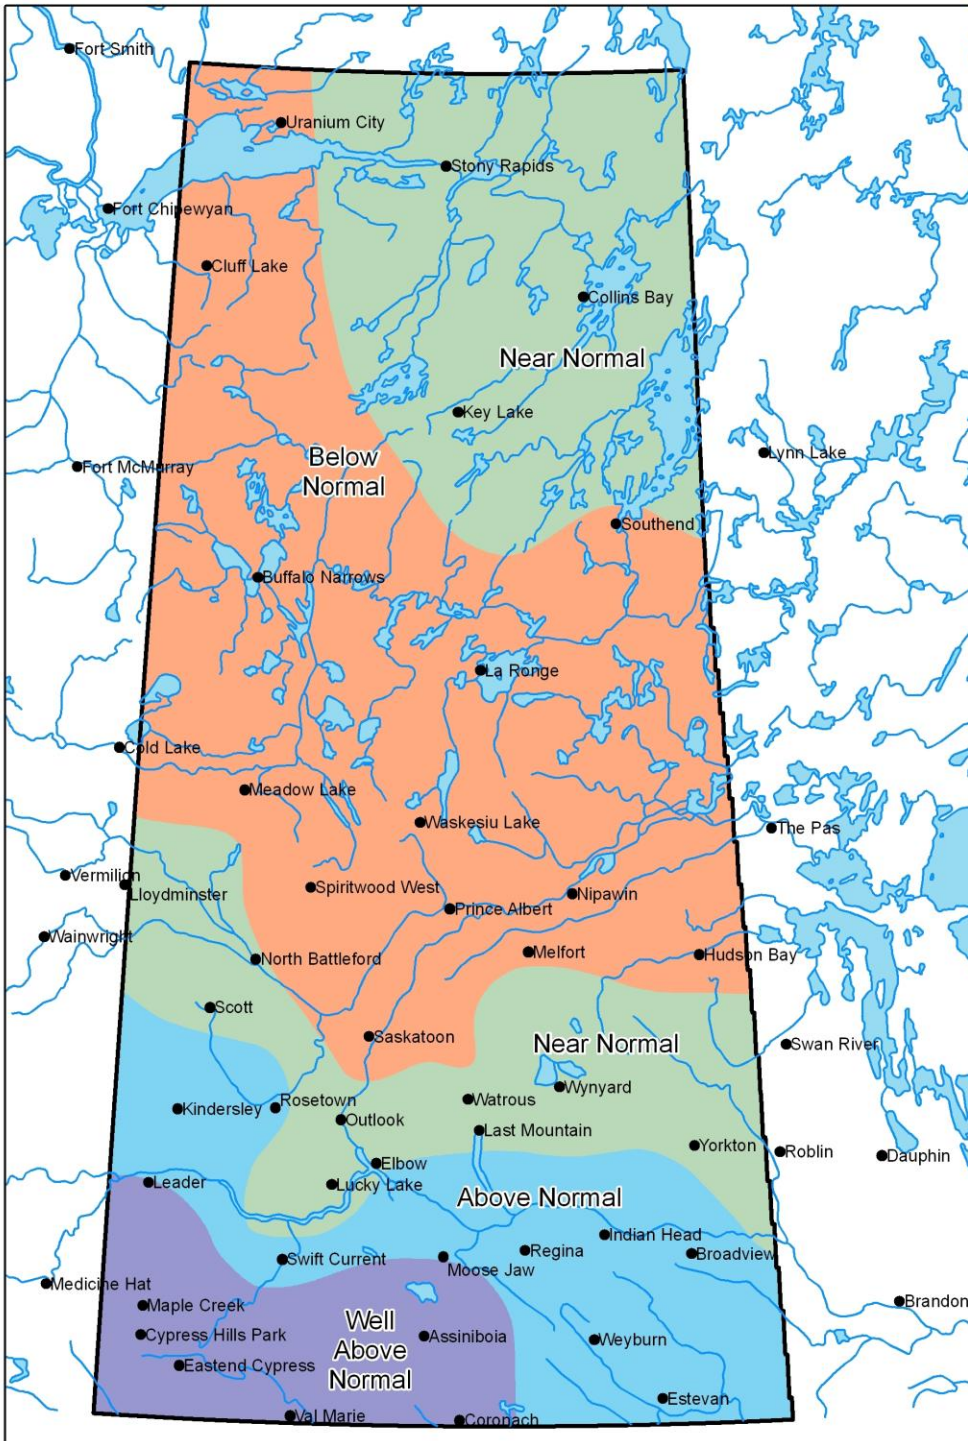 Fort Smith
Uranium City
Stony Rapids
Fort Chipewyan
Cluff Lake
Collins Bay
Near Normal
Key Lake
Below
Normal
Fort McMurray
Lynn Lake
Southend
Buffalo Narrows
La Ronge
Cold Lake
Meadow Lake
Waskesiu Lake
The Pas
Vermilion
Lloydminster
Spiritwood West
Nipawin
Prince Albert
Wainwright
North Battleford
Melfort
Hudson Bay
Scott
Saskatoon
Near Normal
Swan River
Wynyard
Kindersley
Rosetown
Watrous
Outlook
Last Mountain
Yorkton
Roblin
Dauphin
Elbow
Leader
Lucky Lake
Above Normal
Indian Head
Swift Current
Moose Jaw
Regina
Broadview
Medicine Hat
Maple Creek
Brandon
Cypress Hills Park
Well
Above
Normal
Assiniboia
Weyburn
Eastend Cypress
Estevan
Val Marie
Coronach